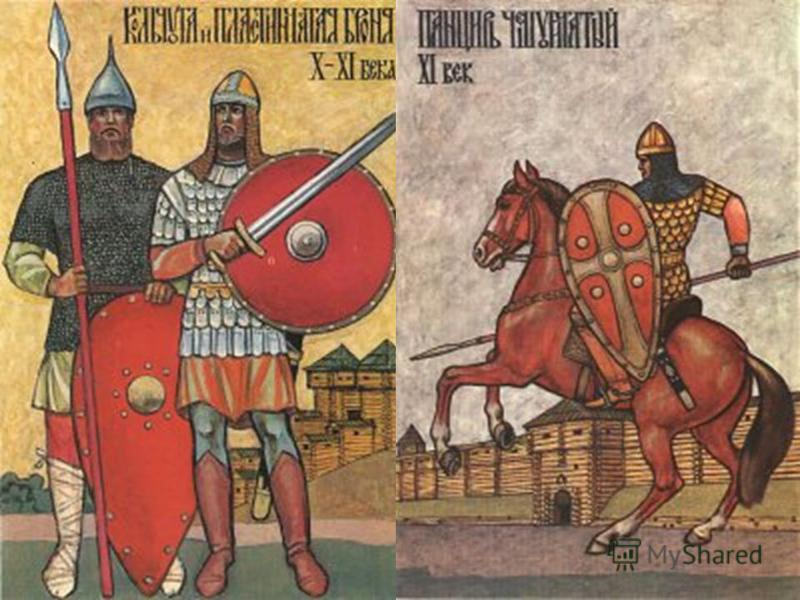 Кольчуга и пластинчатая броня
X-XI века
Панцирь чешуйчатый
XI век
MyShared